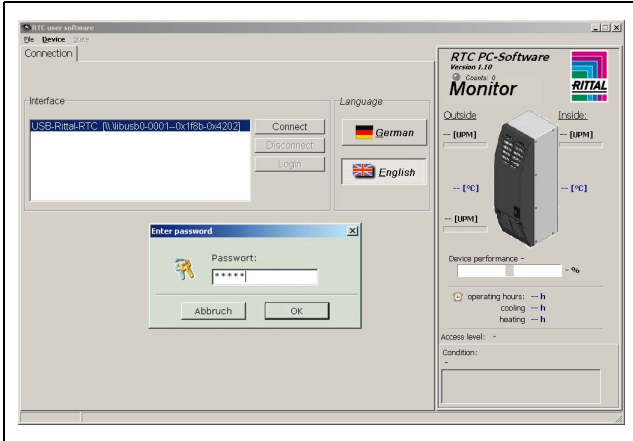 RTC user software
File Device State
Connection
Interface
USB-Rittal-RTC [\\.\libusb0-0001--0x1f8b-0x4202]
Connect
Disconnect
Login
Language
German
English
Enter password
Passwort:
*****
Abbruch OK
RTC PC-Software
Version 1.10
Counts: 0
Monitor
RITTAL
Outside Inside:
-- [UPM] -- [UPM]
-- [°C] -- [°C]
-- [UPM]
Device performance -
- %
operating hours: -- h
cooling -- h
heating -- h
Access level: -
Condition:
-